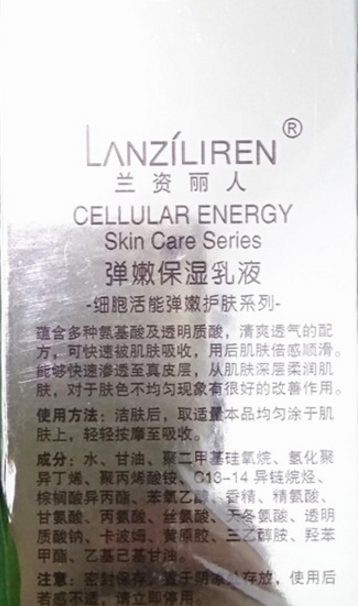 LANZÍLIREN®
兰资丽人
CELLULAR ENERGY
Skin Care Series
弹嫩保湿乳液
-细胞活能弹嫩护肤系列-
蕴含多种氨基酸及透明质酸，清爽透气的配
方，可快速被肌肤吸收，用后肌肤倍感顺滑。
能够快速渗透至真皮层，从肌肤深层柔润肌
肤，对于肤色不均匀现象有很好的改善作用。
使用方法：洁肤后，取适量本品均匀涂于肌
肤上，轻轻按摩至吸收。
成分：水、甘油、聚二甲基硅氧烷、氢化聚
异丁烯、聚丙烯酸铵、C13-14 异链烷烃、
棕榈酸异丙酯、苯氧乙醇、香精、精氨酸、
甘氨酸、丙氨酸、丝氨酸、天冬氨酸、透明
质酸钠、卡波姆、黄原胶、三乙醇胺、羟苯
甲酯、乙基己基甘油。
注意：密封保存，置于阴凉处存放，使用后
若感不适，请立即停用。